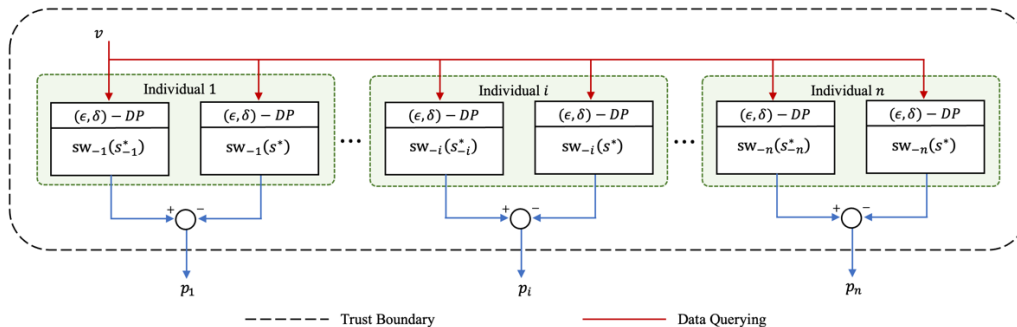 v
Individual 1
Individual i
Individual n
(ϵ, δ) − DP
(ϵ, δ) − DP
(ϵ, δ) − DP
(ϵ, δ) − DP
(ϵ, δ) − DP
(ϵ, δ) − DP
sw₋₁(s*₋₁)
sw₋₁(s*)
...
sw₋ᵢ(s*₋ᵢ)
sw₋ᵢ(s*)
...
sw₋ₙ(s*₋ₙ)
sw₋ₙ(s*)
+ −
+ −
+ −
p₁
pᵢ
pₙ
Trust Boundary
Data Querying